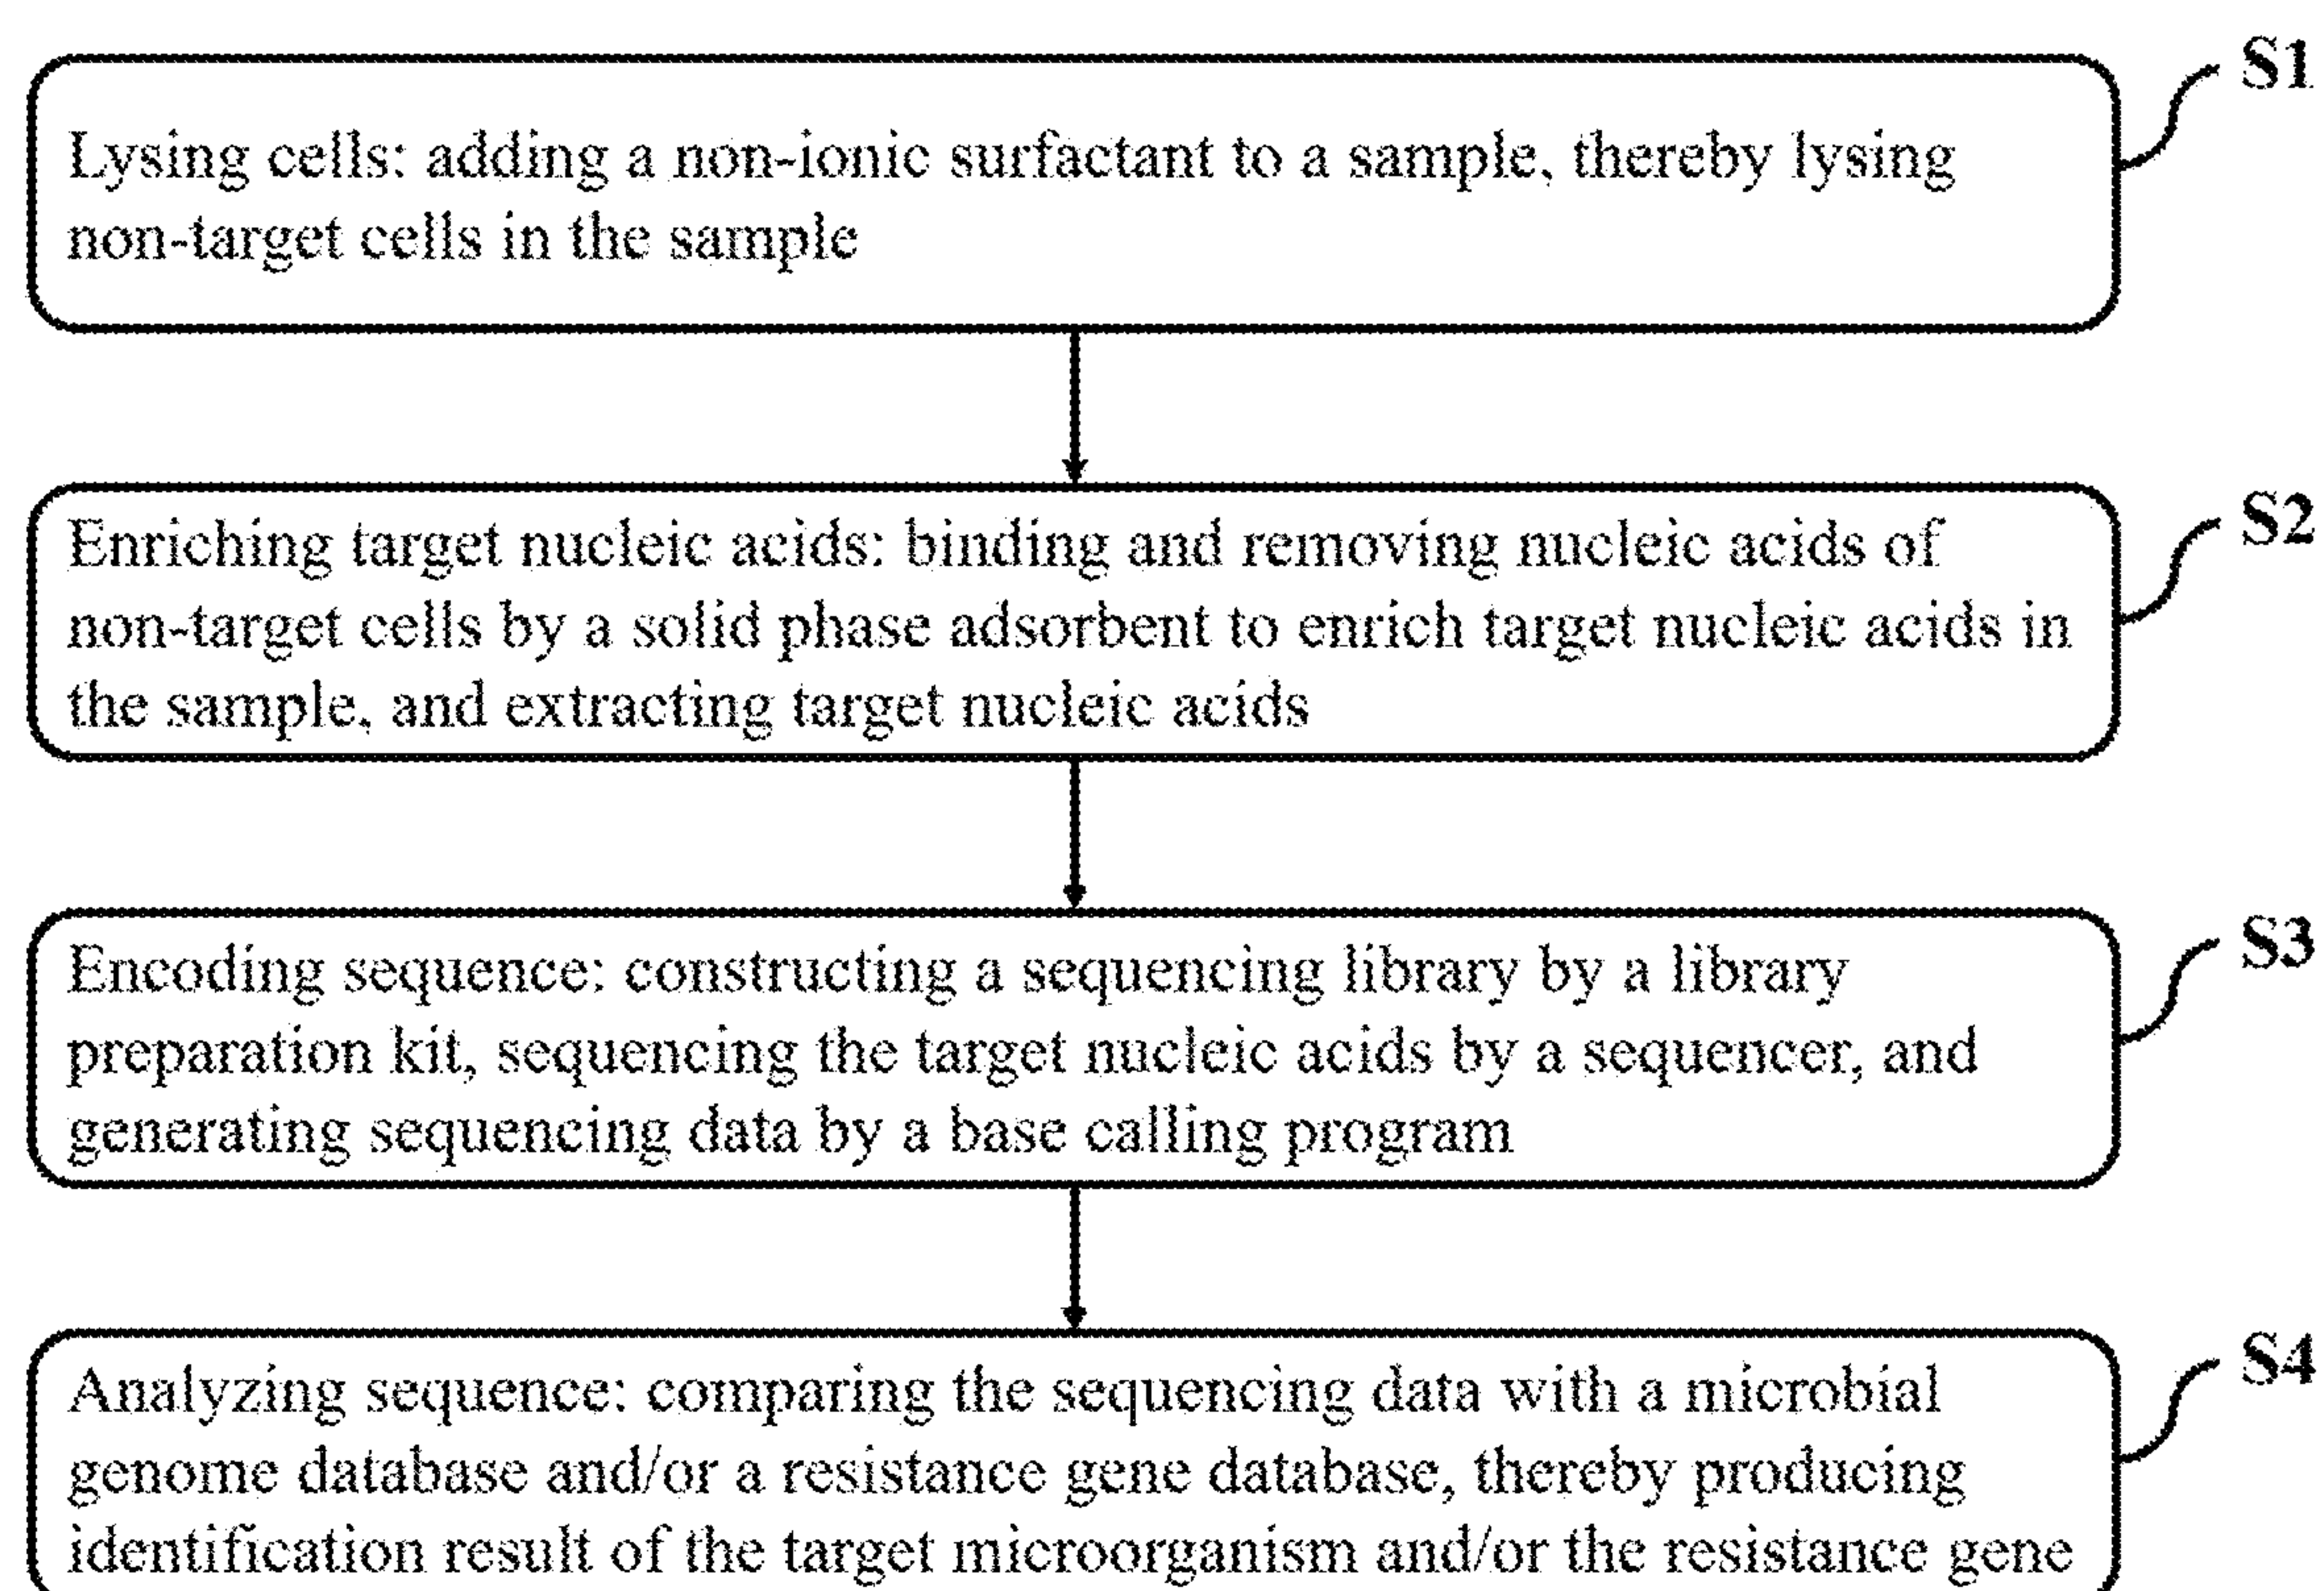 S1
Lysing cells: adding a non-ionic surfactant to a sample, thereby lysing
non-target cells in the sample
S2
Enriching target nucleic acids: binding and removing nucleic acids of
non-target cells by a solid phase adsorbent to enrich target nucleic acids in
the sample, and extracting target nucleic acids
S3
Encoding sequence: constructing a sequencing library by a library
preparation kit, sequencing the target nucleic acids by a sequencer, and
generating sequencing data by a base calling program
S4
Analyzing sequence: comparing the sequencing data with a microbial
genome database and/or a resistance gene database, thereby producing
identification result of the target microorganism and/or the resistance gene